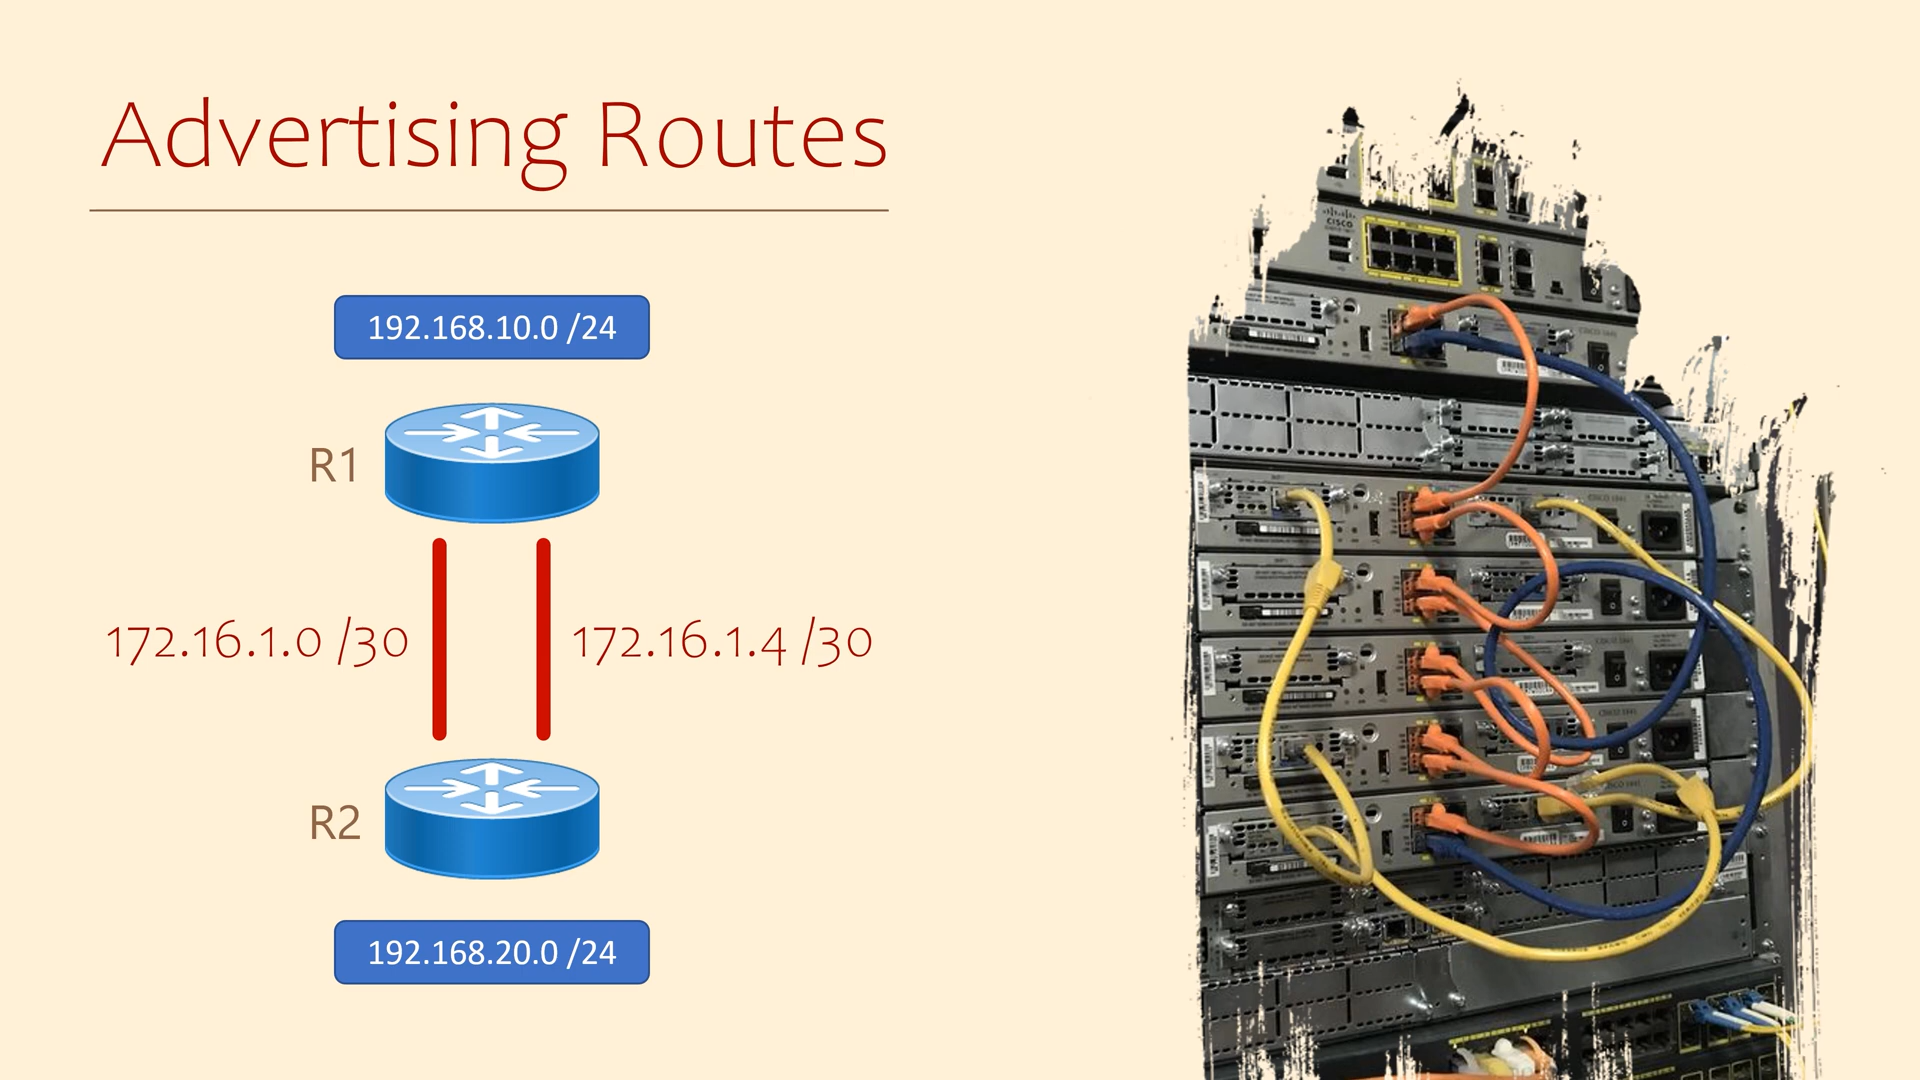 Advertising Routes
192.168.10.0 /24
R1
172.16.1.0 /30
172.16.1.4 /30
R2
192.168.20.0 /24
CISCO